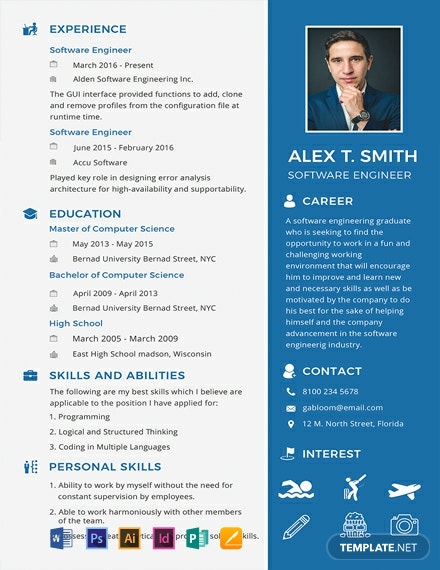 EXPERIENCE
Software Engineer
March 2016 - Present
Alden Software Engineering Inc.
The GUI interface provided functions to add, clone
and remove profiles from the configuration file at
runtime time.
Software Engineer
June 2015 - February 2016
Accu Software
Played key role in designing error analysis
architecture for high-availability and supportability.
EDUCATION
Master of Computer Science
May 2013 - May 2015
Bernad University Bernad Street, NYC
Bachelor of Computer Science
April 2009 - April 2013
Bernad University Bernad Street, NYC
High School
March 2005 - March 2009
East High School madson, Wisconsin
SKILLS AND ABILITIES
The following are my best skills which I believe are
applicable to the position I have applied for:
1. Programming
2. Logical and Structured Thinking
3. Coding in Multiple Languages
PERSONAL SKILLS
1. Ability to work by myself without the need for
constant supervision by employees.
2. Able to work harmoniously with other members
of the team.
skills.
W Ps Ai Id P
ALEX T. SMITH
SOFTWARE ENGINEER
CAREER
A software engineering graduate
who is seeking to find the
opportunity to work in a fun and
challenging working
environment that will encourage
him to improve and learn new
and necessary skills as well as be
motivated by the company to do
his best for the sake of helping
himself and the company
advancement in the software
engineerig industry.
CONTACT
8100 234 5678
gabloom@email.com
12 M. North Street, Florida
INTEREST
TEMPLATE.NET